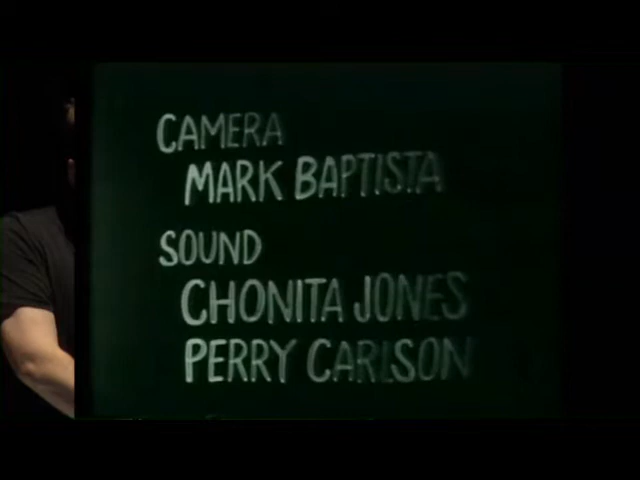 CAMERA
MARK BAPTISTA
SOUND
CHONITA JONES
PERRY CARLSON